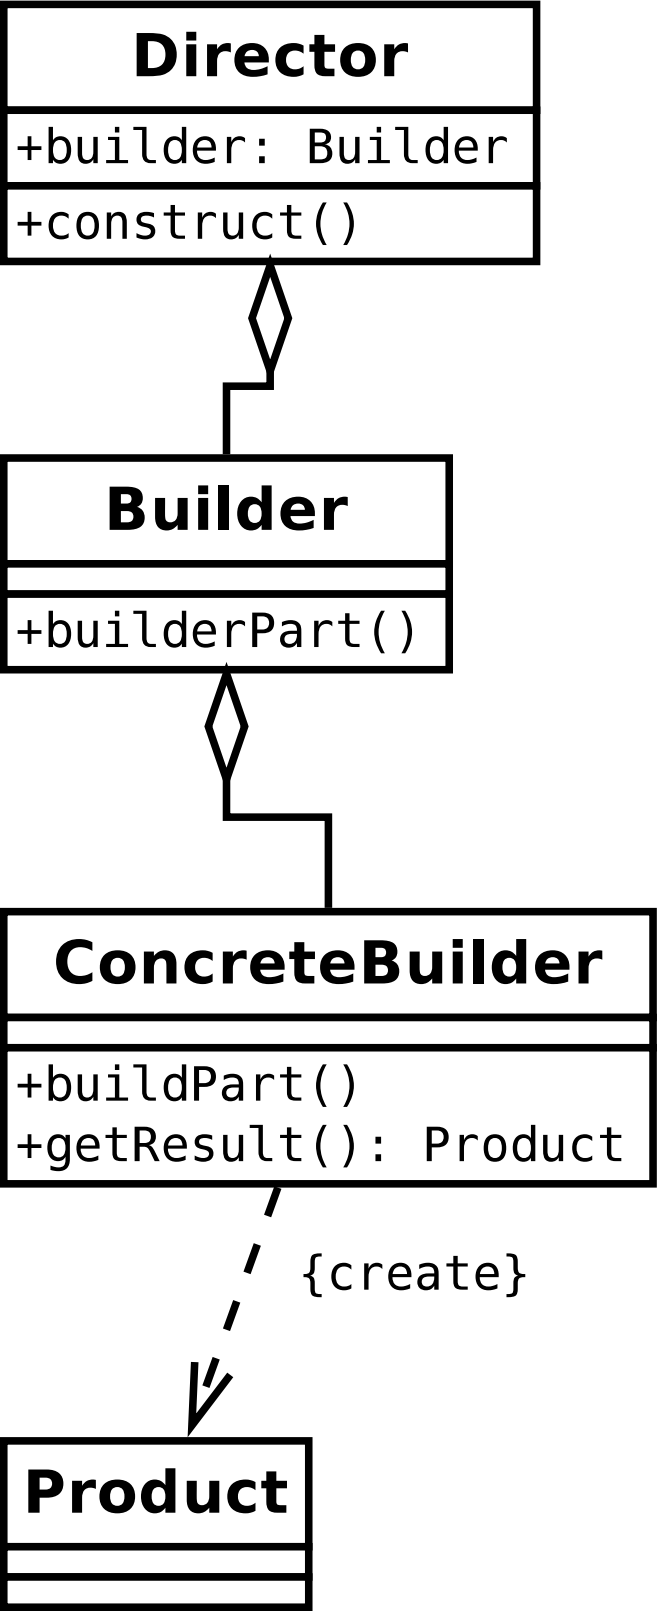 Director
+builder: Builder
+construct()
Builder
+builderPart()
ConcreteBuilder
+buildPart()
+getResult(): Product
{create}
Product